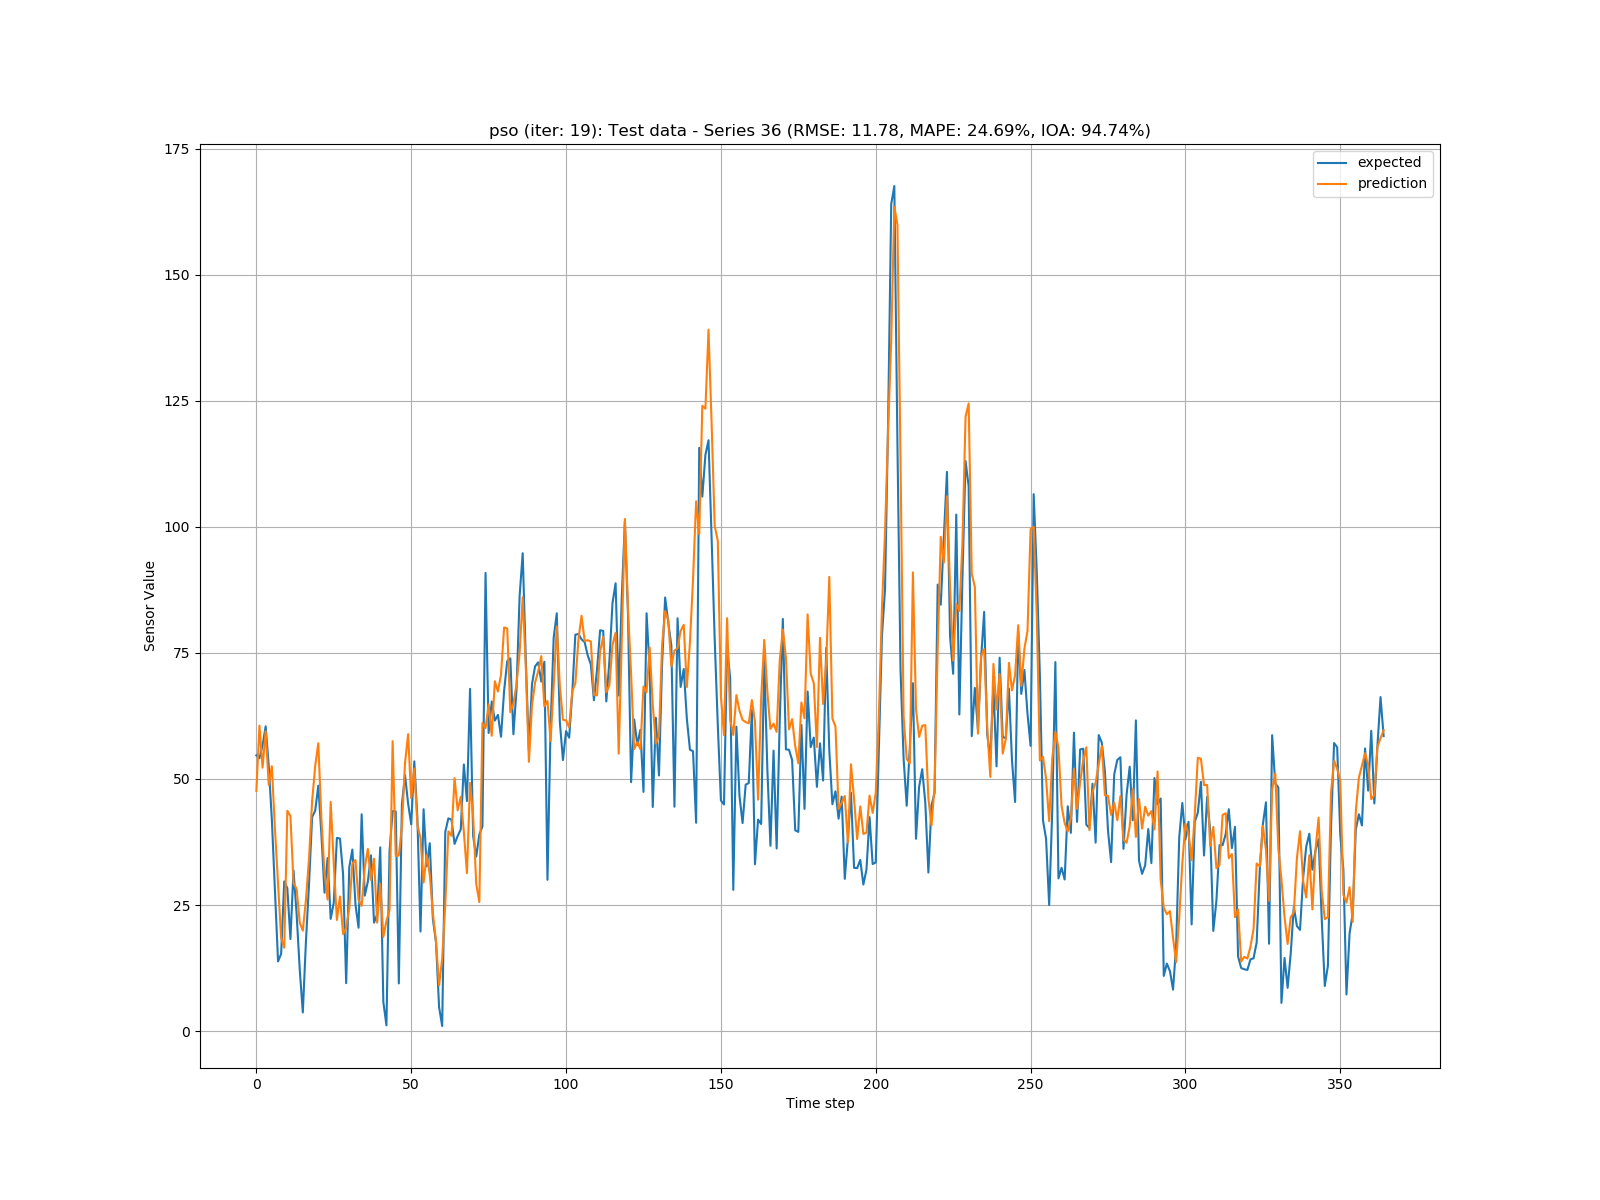 pso (iter: 19): Test data - Series 36 (RMSE: 11.78, MAPE: 24.69%, IOA: 94.74%)
expected
prediction
175
150
125
100
75
50
25
0
Sensor Value
0 50 100 150 200 250 300 350
Time step